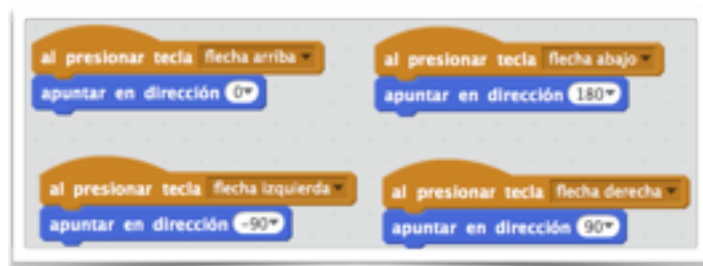 al presionar tecla flecha arriba
apuntar en dirección 0
al presionar tecla flecha abajo
apuntar en dirección 180
al presionar tecla flecha izquierda
apuntar en dirección -90
al presionar tecla flecha derecha
apuntar en dirección 90